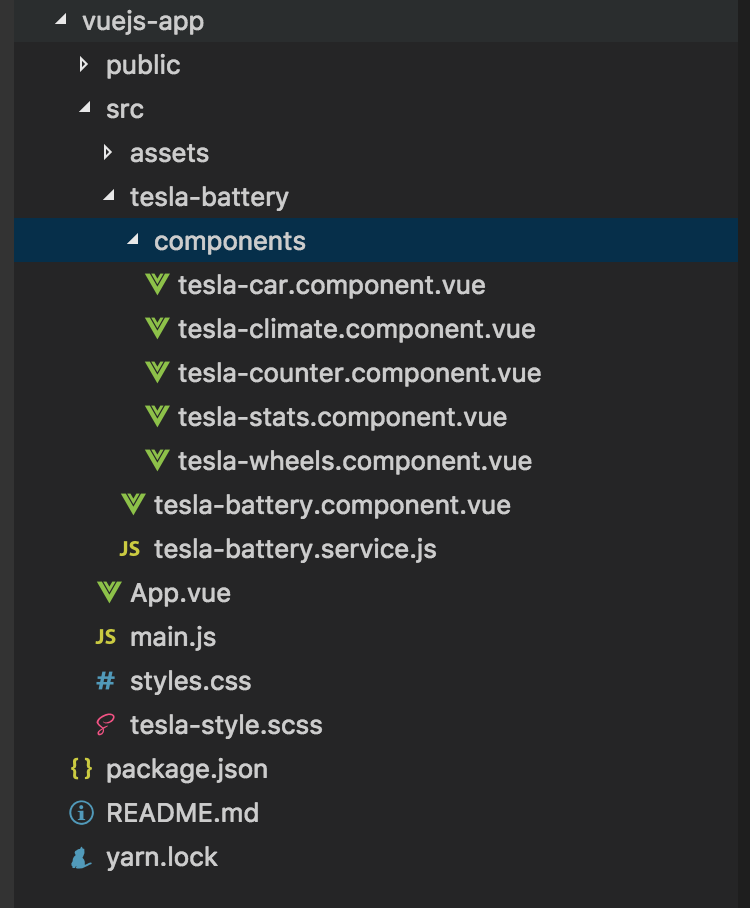 vuejs-app
public
src
assets
tesla-battery
components
tesla-car.component.vue
tesla-climate.component.vue
tesla-counter.component.vue
tesla-stats.component.vue
tesla-wheels.component.vue
tesla-battery.component.vue
JS tesla-battery.service.js
App.vue
JS main.js
# styles.css
tesla-style.scss
{ } package.json
README.md
yarn.lock